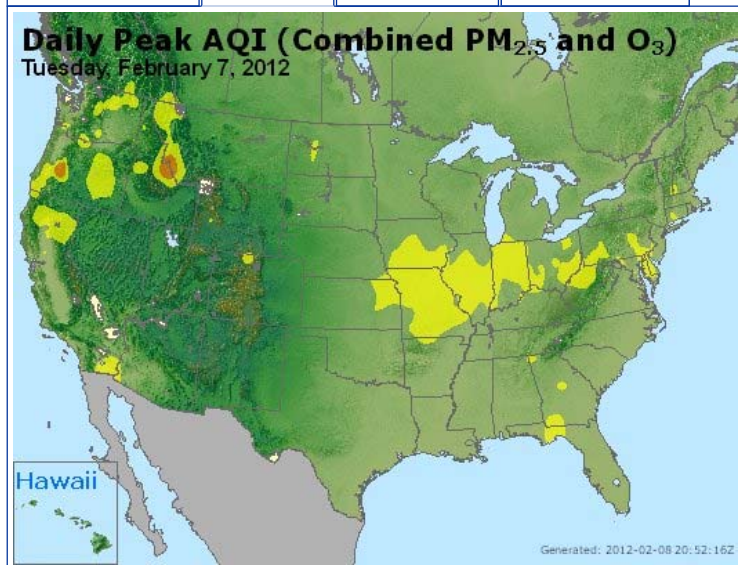 Daily Peak AQI (Combined PM2.5 and O3)
Tuesday, February 7, 2012
Hawaii
Generated: 2012-02-08 20:52:16Z